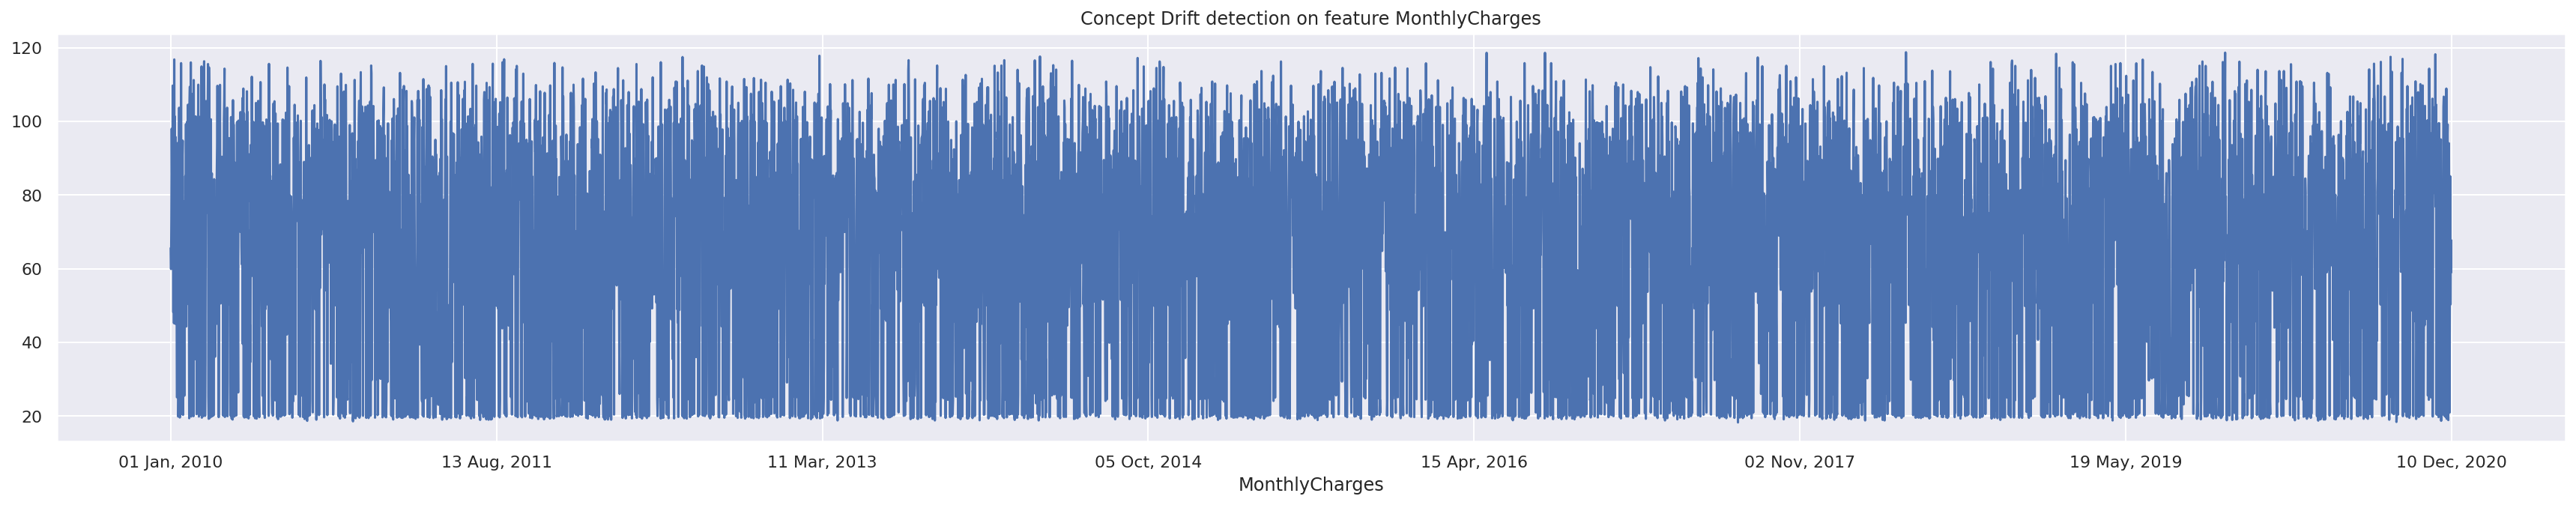 Concept Drift detection on feature MonthlyCharges
120
100
80
60
40
20
01 Jan, 2010 13 Aug, 2011 11 Mar, 2013 05 Oct, 2014 15 Apr, 2016 02 Nov, 2017 19 May, 2019 10 Dec, 2020
MonthlyCharges